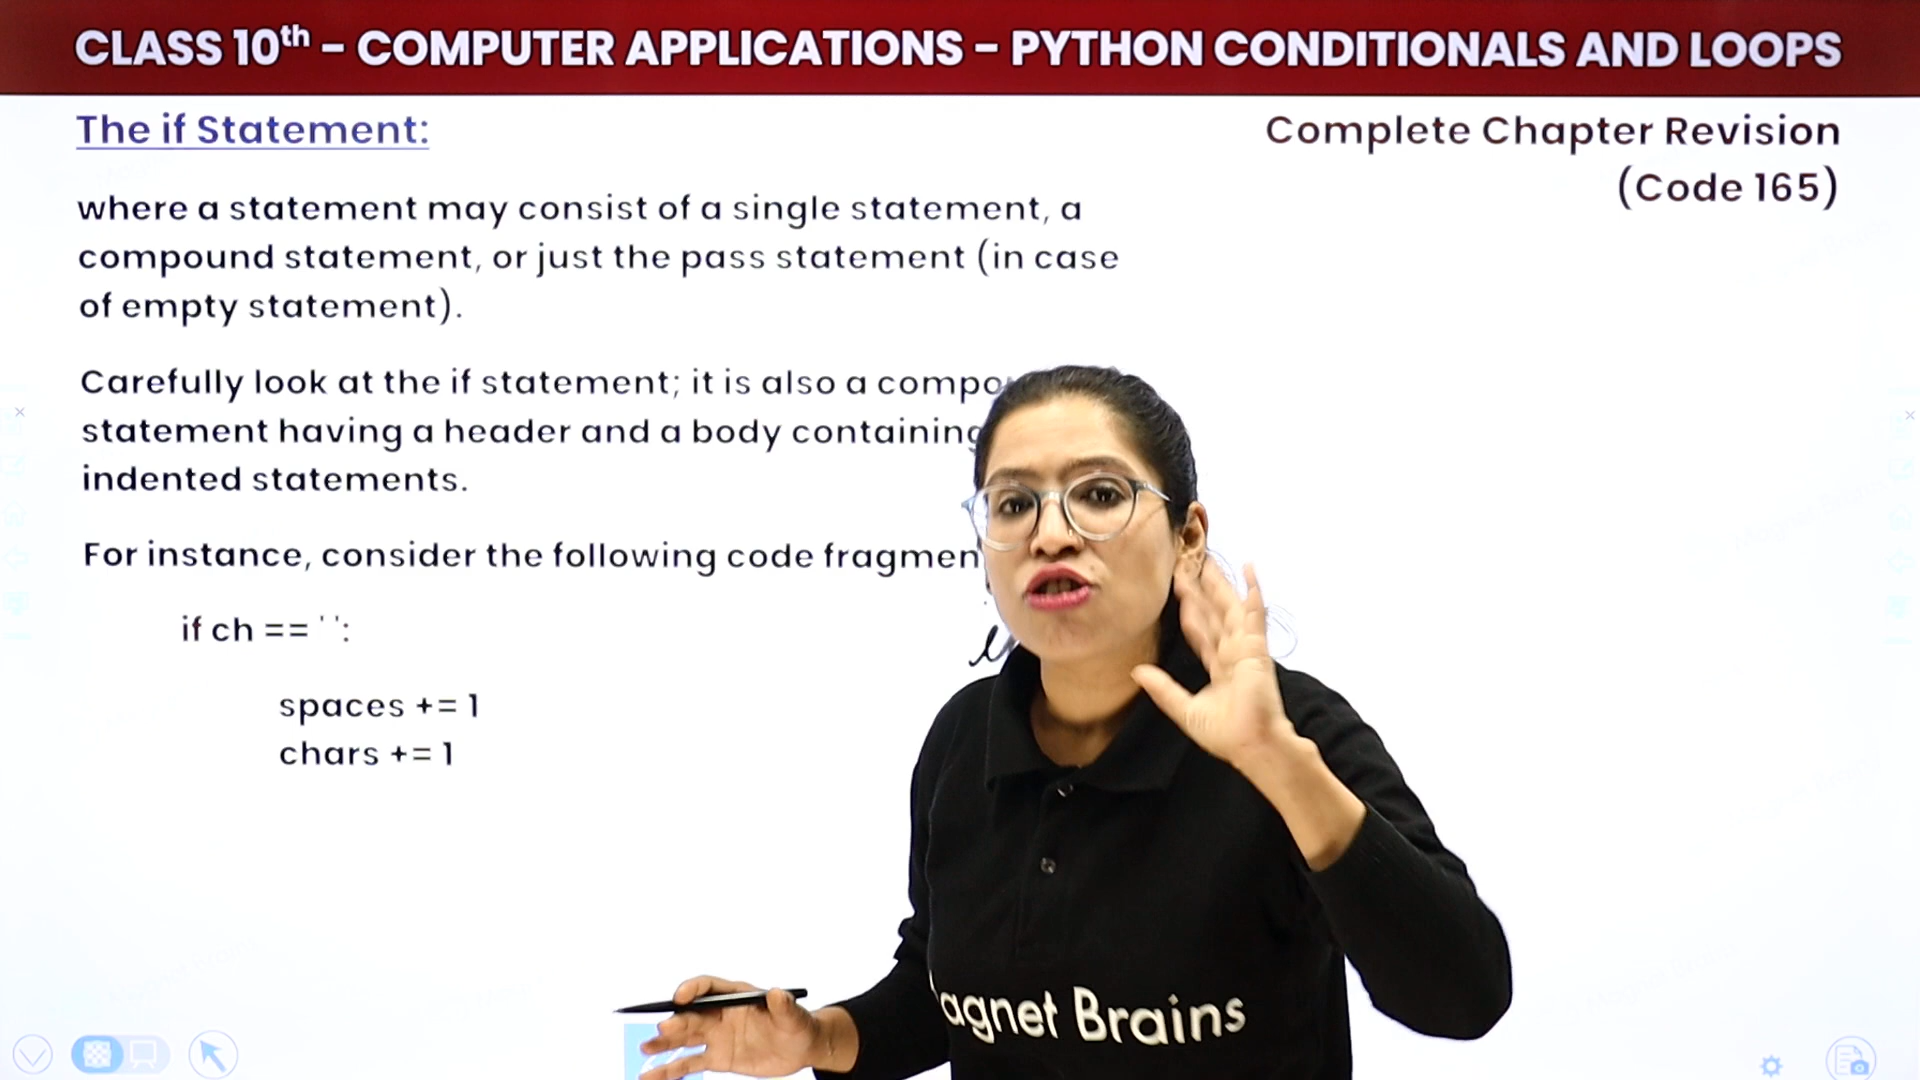 CLASS 10th – COMPUTER APPLICATIONS – PYTHON CONDITIONALS AND LOOPS
The if Statement:
Complete Chapter Revision
(Code 165)
where a statement may consist of a single statement, a
compound statement, or just the pass statement (in case
of empty statement).
Carefully look at the if statement; it is also a compo
statement having a header and a body containing
indented statements.
For instance, consider the following code fragmen
if ch == ' ':
spaces += 1
chars += 1
agnet Brains